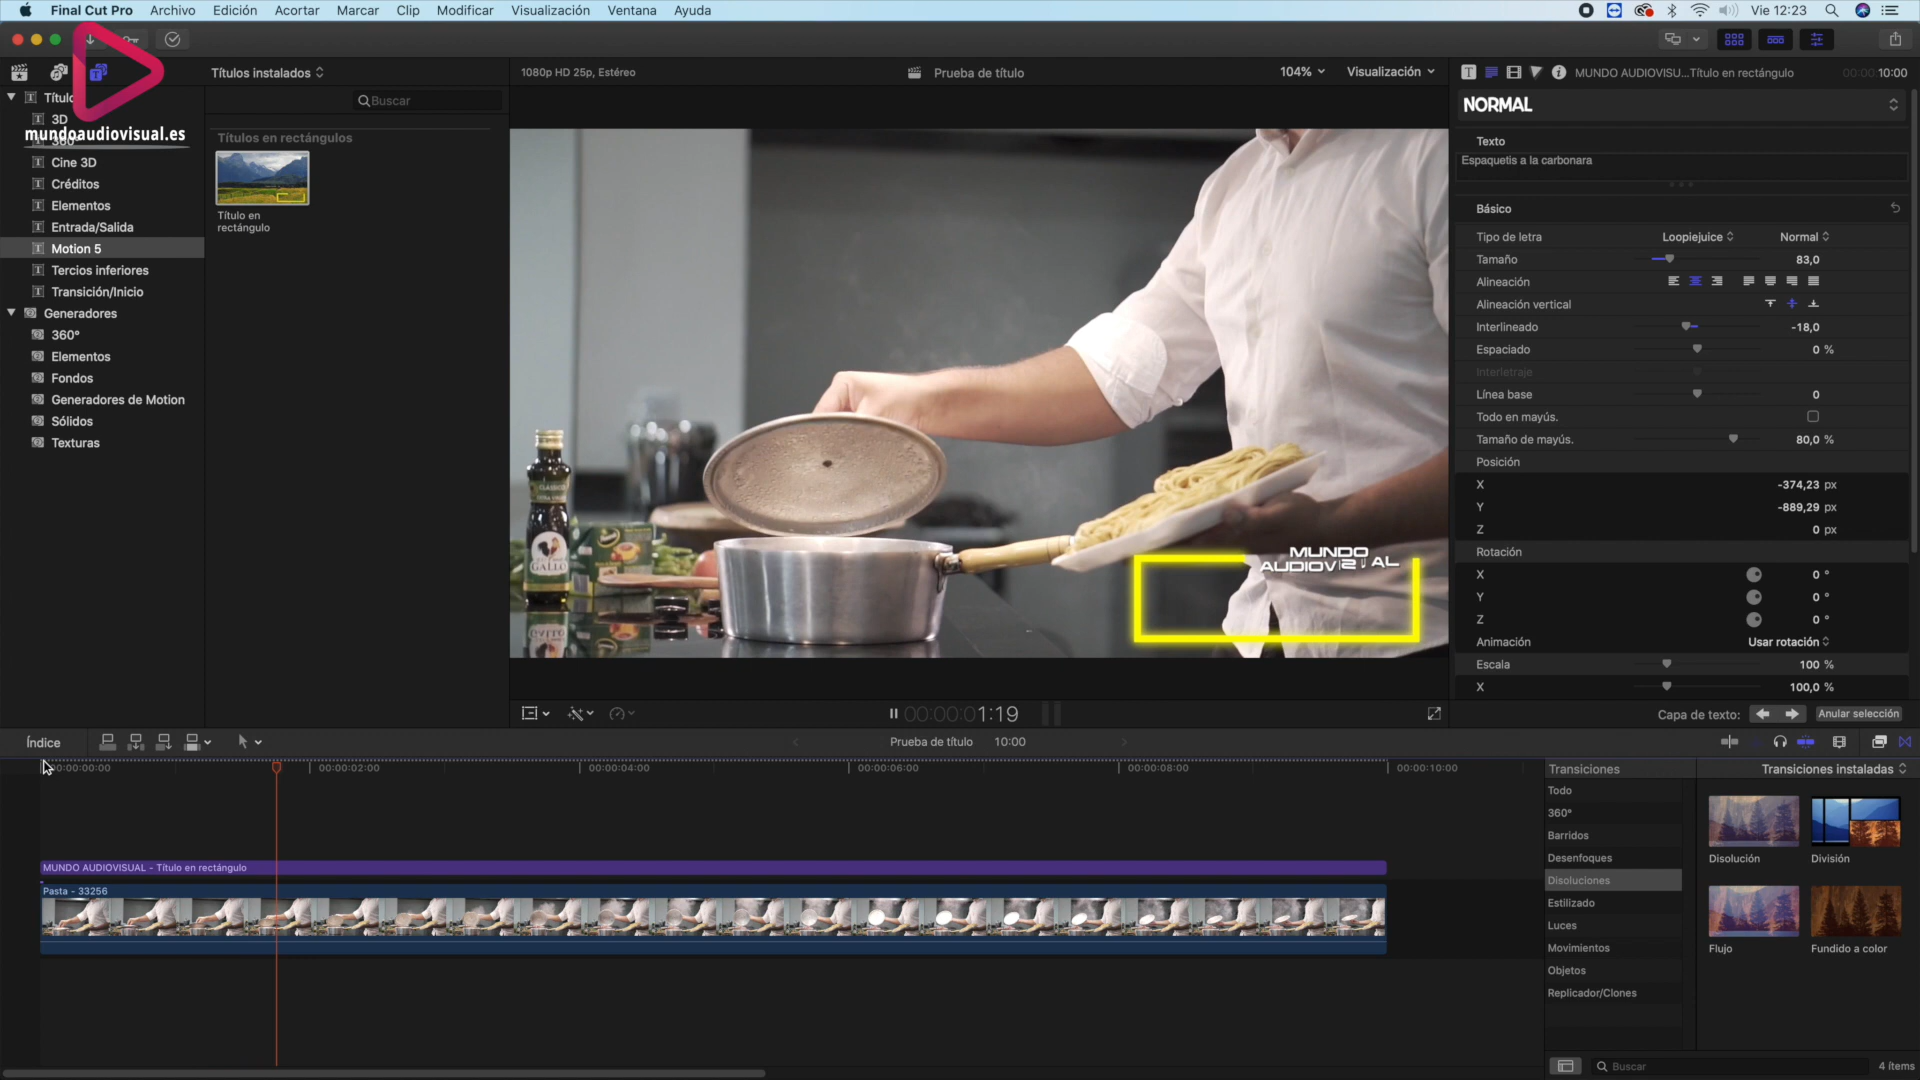 Final Cut Pro Archivo Edición Acortar Marcar Clip Modificar Visualización Ventana Ayuda
Vie 12:23
Títulos instalados
1080p HD 25p, Estéreo
Prueba de título
104%
Visualización
MUNDO AUDIOVISU...Título en rectángulo
00:00:10:00
mundoaudiovisual.es
Buscar
NORMAL
3D
360°
Cine 3D
Créditos
Elementos
Entrada/Salida
Motion 5
Tercios inferiores
Transición/Inicio
Generadores
360°
Elementos
Fondos
Generadores de Motion
Sólidos
Texturas
Títulos en rectángulos
Título en
rectángulo
CLASSICO
GALLO
MUNDO
Texto
Espaquetis a la carbonara
Básico
Tipo de letra Loopiejuice Normal
Tamaño 83,0
Alineación
Alineación vertical
Interlineado -18,0
Espaciado 0 %
Interletraje
Línea base 0
Todo en mayús.
Tamaño de mayús. 80,0 %
Posición
X -374,23 px
Y -889,29 px
Z 0 px
Rotación
X 0 °
Y 0 °
Z 0 °
Animación Usar rotación
Escala 100 %
X 100,0 %
00:00:01:19
Capa de texto: Anular selección
Índice
Prueba de título 10:00
00:00:00:00 00:00:02:00 00:00:04:00 00:00:06:00 00:00:08:00 00:00:10:00
MUNDO AUDIOVISUAL - Título en rectángulo
Pasta - 33256
Transiciones
Transiciones instaladas
Todo
360°
Barridos
Desenfoques
Disoluciones
Estilizado
Luces
Movimientos
Objetos
Replicador/Clones
Disolución
División
Flujo
Fundido a color
Buscar
4 ítems